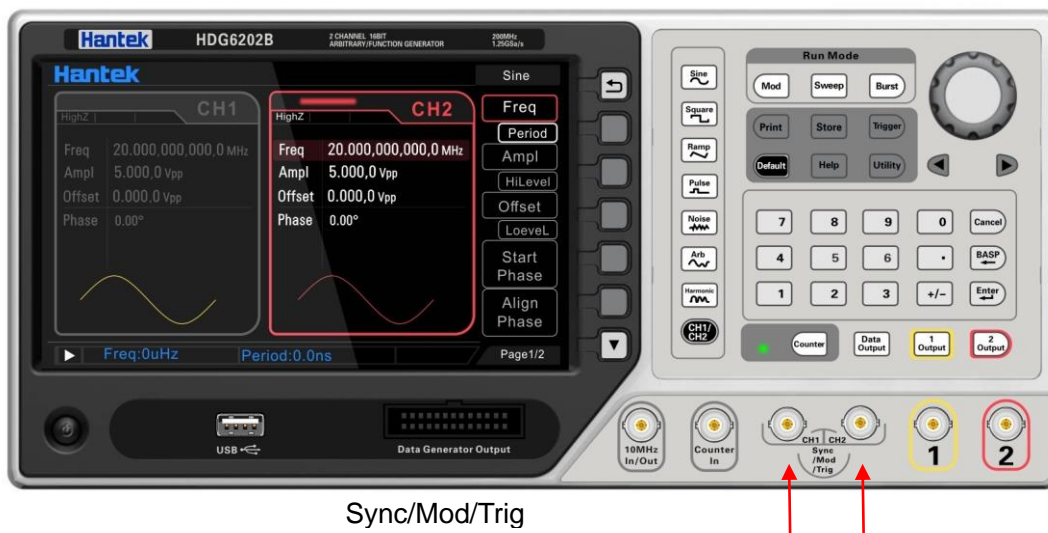 Hantek HDG6202B 2 CHANNEL 16BIT 200MHz
ARBITRARY/FUNCTION GENERATOR 1.25GSa/s
Hantek
Sine
CH1
HighZ
Freq 20.000,000,000,0 MHz
Ampl 5.000,0 Vpp
Offset 0.000,0 Vpp
Phase 0.00°
CH2
HighZ
Freq 20.000,000,000,0 MHz
Ampl 5.000,0 Vpp
Offset 0.000,0 Vpp
Phase 0.00°
Freq
Period
Ampl
HiLevel
Offset
LoeveL
Start
Phase
Align
Phase
Freq:0uHz Period:0.0ns Page1/2
Sine
Square
Ramp
Pulse
Noise
Arb
Harmonic
CH1/
CH2
Run Mode
Mod Sweep Burst
Print Store Trigger
Default Help Utility
7 8 9 0 Cancel
4 5 6 . BASP
1 2 3 +/- Enter
Counter
Data
Output
1
Output
2
Output
USB
Data Generator Output
10MHz
In/Out
Counter
In
CH1 CH2
Sync
/Mod
/Trig
1
2
Sync/Mod/Trig